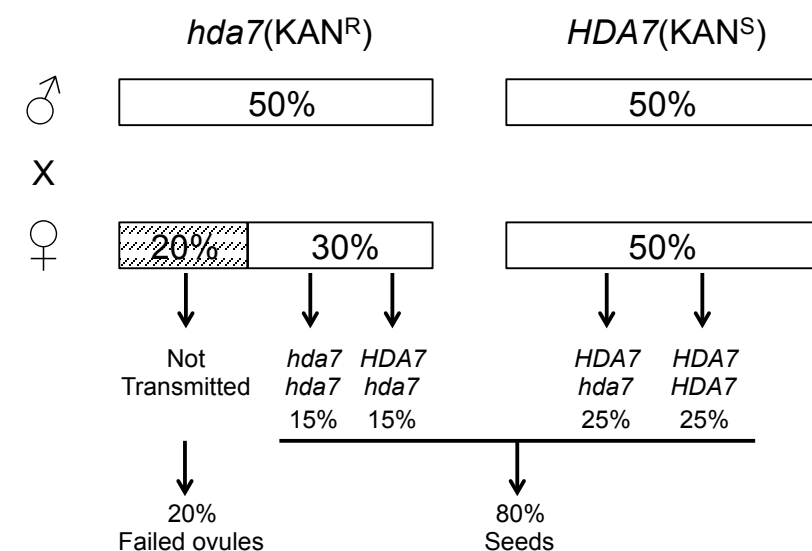 hda7(KANᴿ) HDA7(KANˢ)
♂ 50% 50%
X
♀ 20% 30% 50%
Not hda7 HDA7 HDA7 HDA7
Transmitted hda7 hda7 hda7 HDA7
15% 15% 25% 25%
20% 80%
Failed ovules Seeds